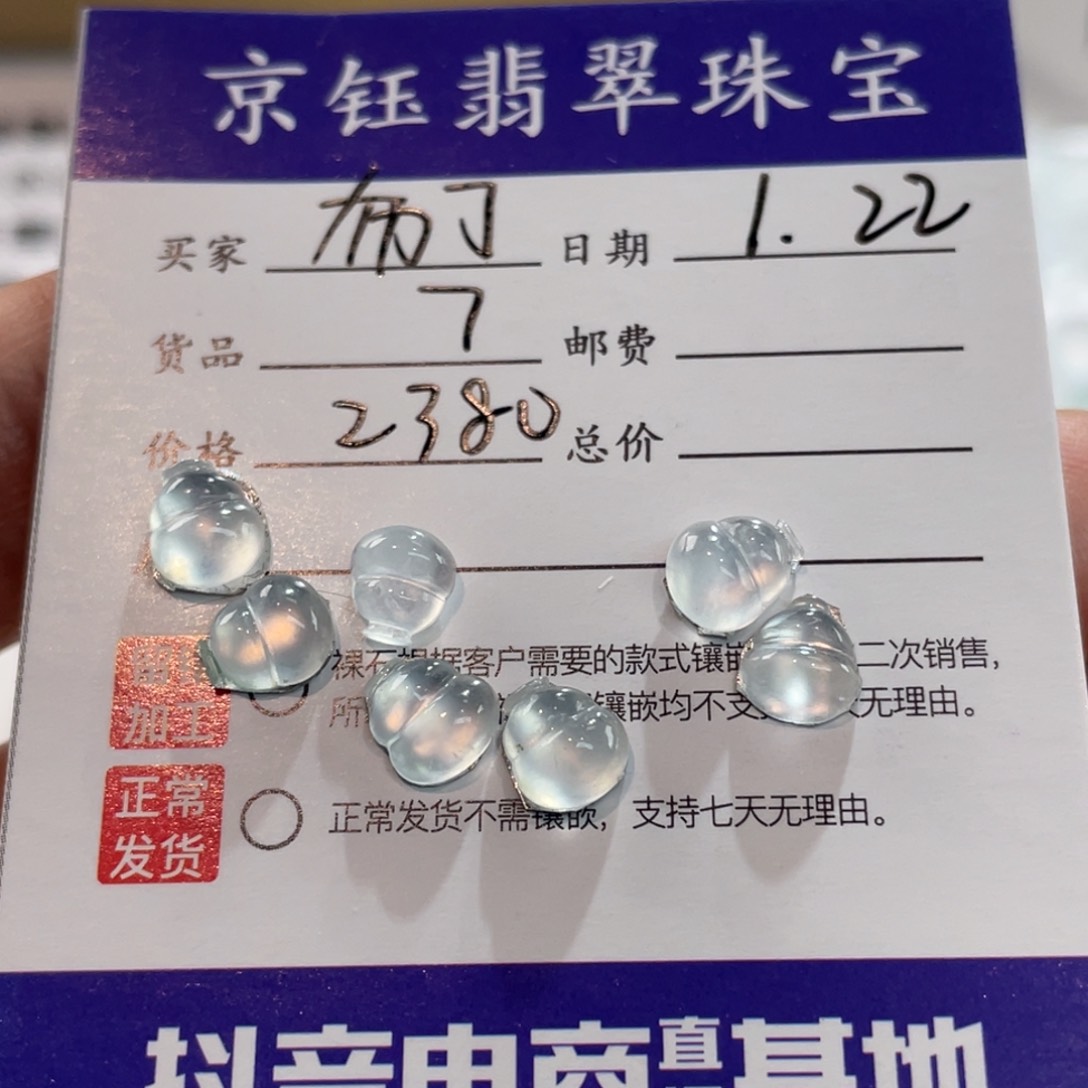 京钰翡翠珠宝
买家 布丁 日期 1.22
货品 7 邮费
价格 2380 总价
裸石根据客户需要的款式镶嵌 二次销售,
加工 所 镶嵌均不支 天无理由。
正常 正常发货不需镶嵌, 支持七天无理由。
发货
抖音电商直 基地